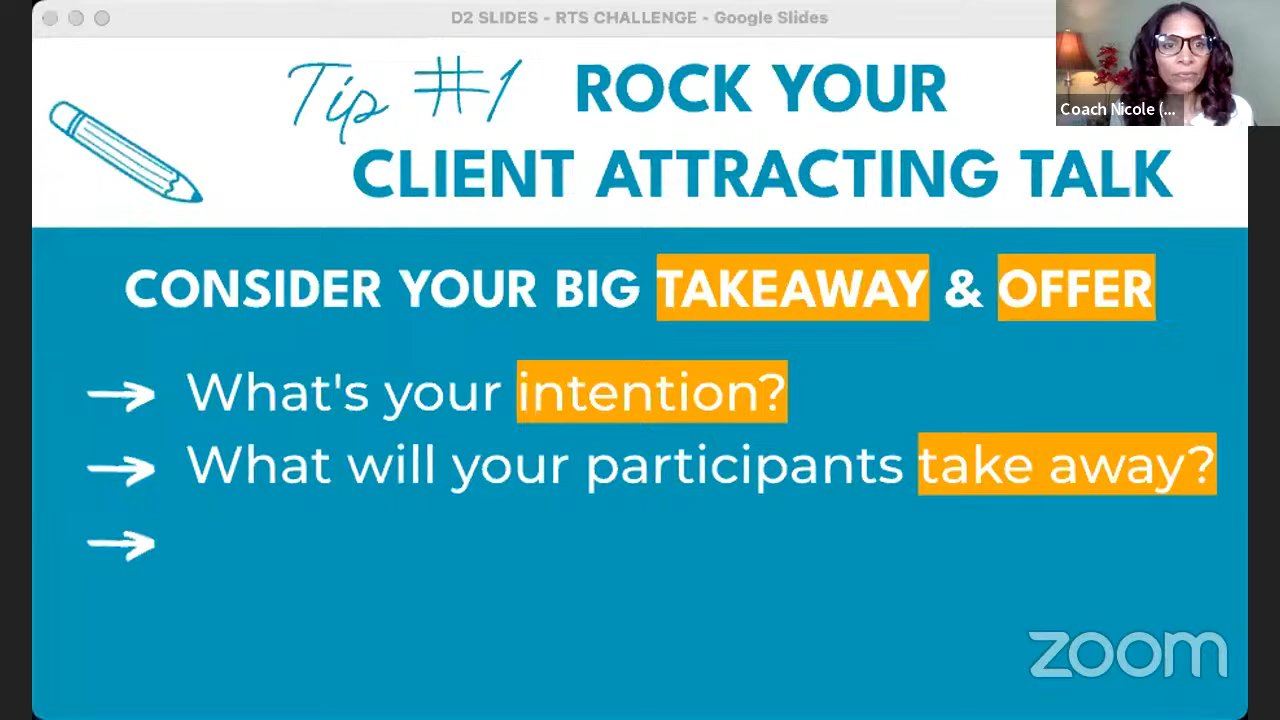 D2 SLIDES - RTS CHALLENGE - Google Slides
Tip #1 ROCK YOUR
CLIENT ATTRACTING TALK
Coach Nicole (...
CONSIDER YOUR BIG TAKEAWAY & OFFER
What's your intention?
What will your participants take away?
zoom